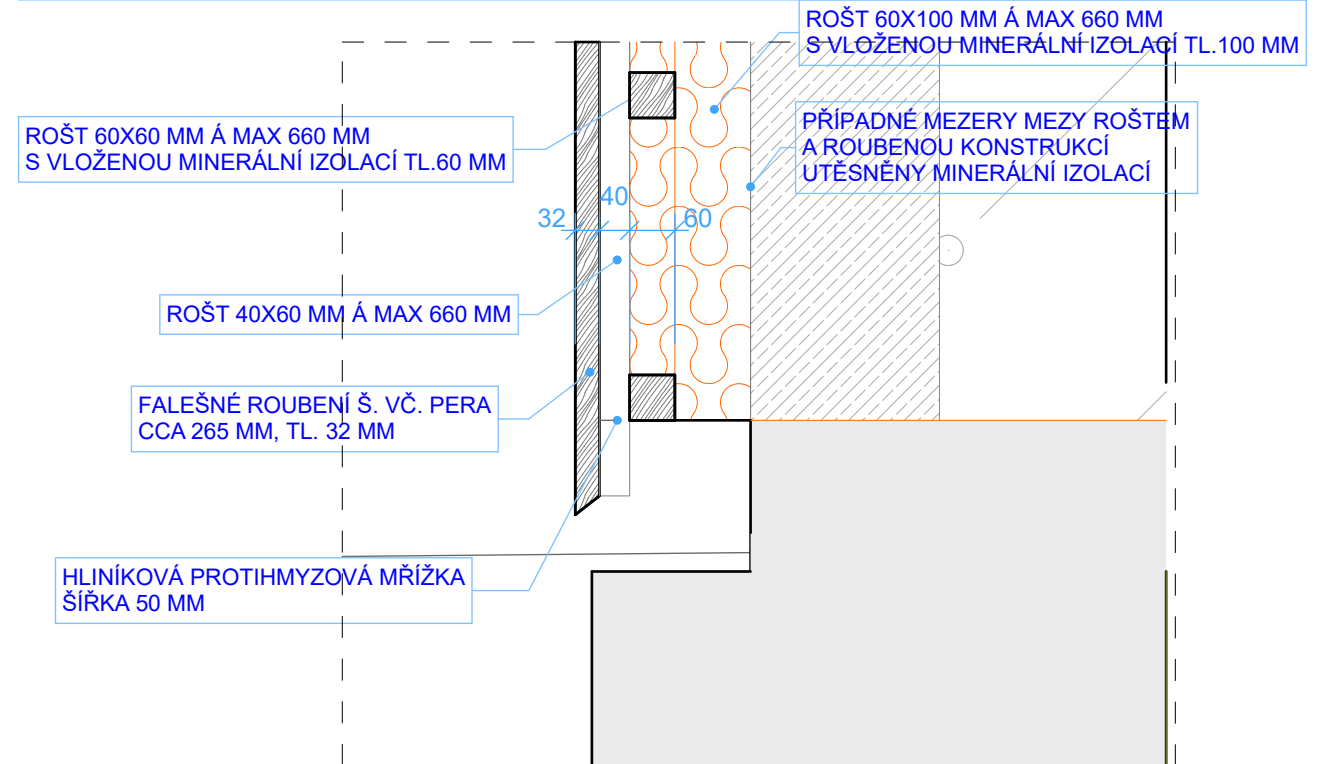 ROŠT 60X100 MM Á MAX 660 MM
S VLOŽENOU MINERÁLNÍ IZOLACÍ TL.100 MM
ROŠT 60X60 MM Á MAX 660 MM
S VLOŽENOU MINERÁLNÍ IZOLACÍ TL.60 MM
PŘÍPADNÉ MEZERY MEZY ROŠTEM
A ROUBENOU KONSTRUKCÍ
UTĚSNĚNY MINERÁLNÍ IZOLACÍ
32
40
60
ROŠT 40X60 MM Á MAX 660 MM
FALEŠNÉ ROUBENÍ Š. VČ. PERA
CCA 265 MM, TL. 32 MM
HLINÍKOVÁ PROTIHMYZOVÁ MŘÍŽKA
ŠÍŘKA 50 MM